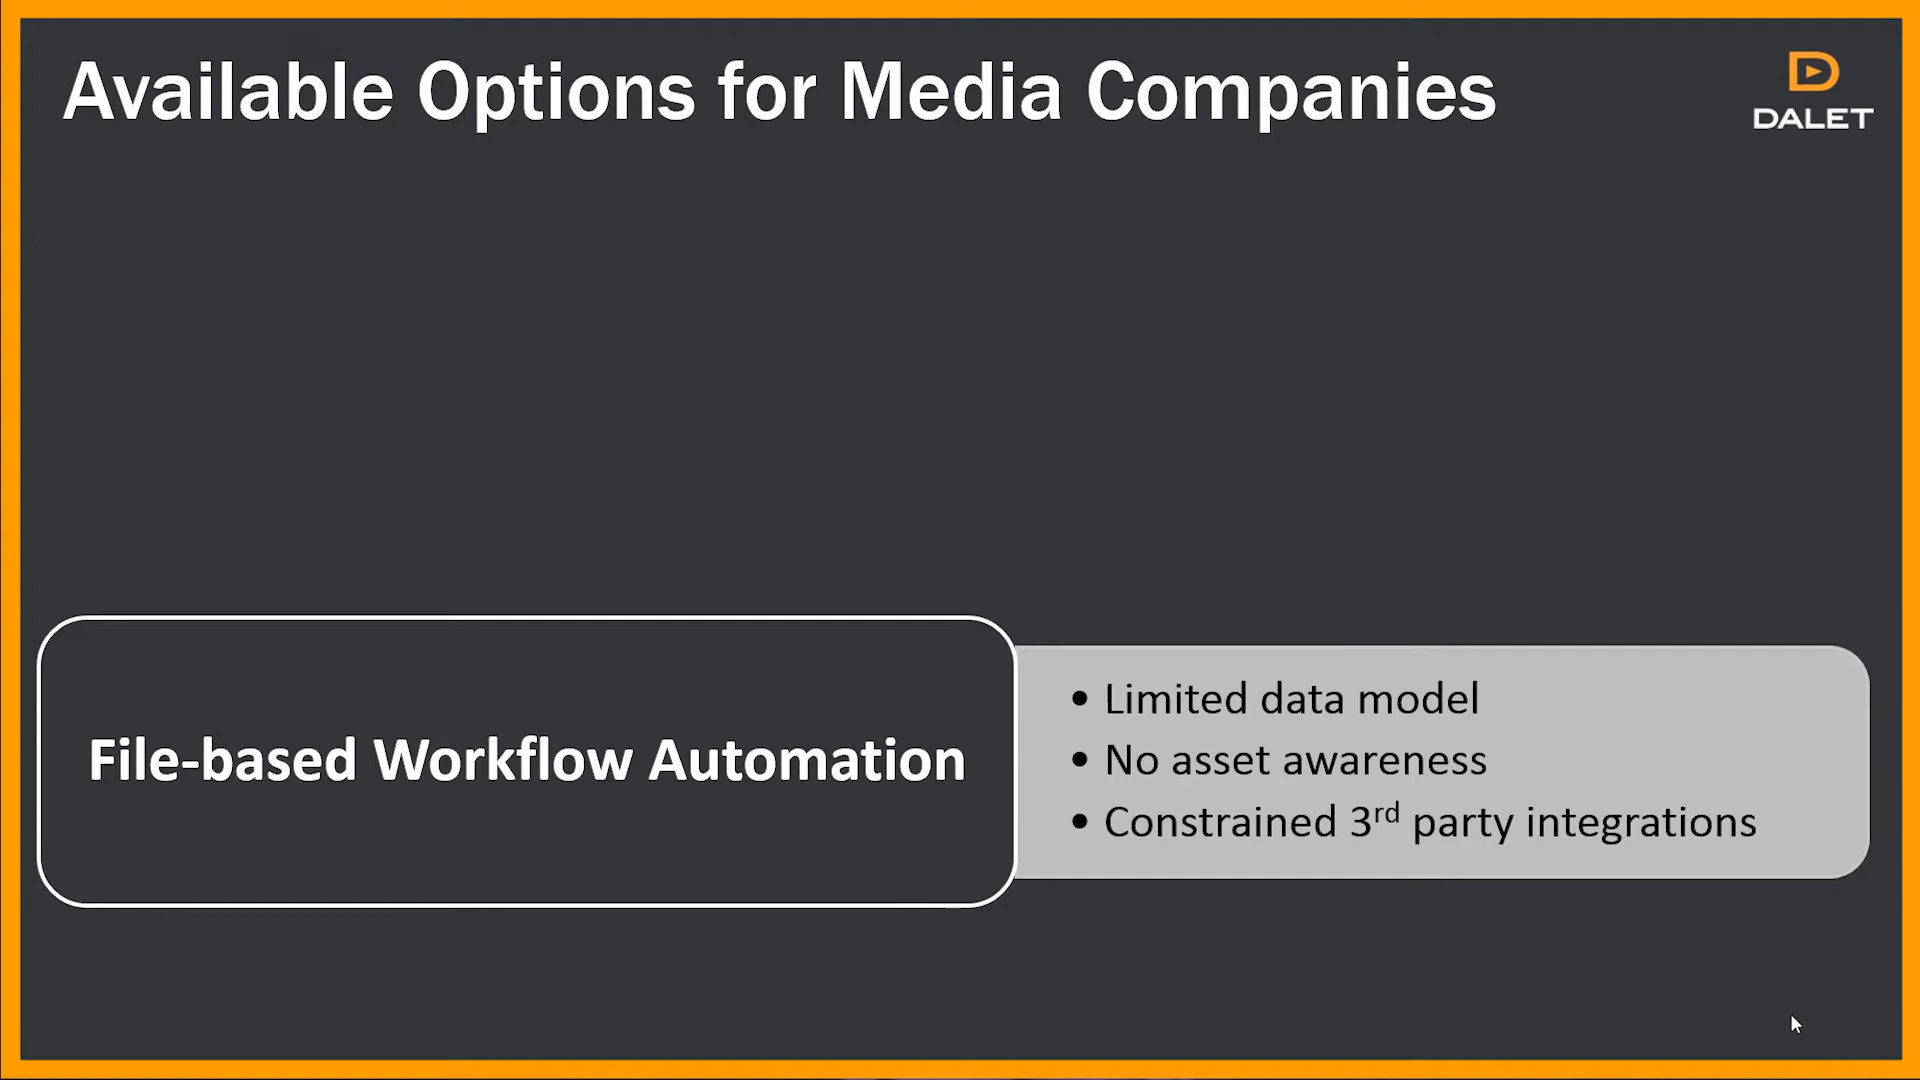 Available Options for Media Companies
DALET
File-based Workflow Automation
• Limited data model
• No asset awareness
• Constrained 3rd party integrations